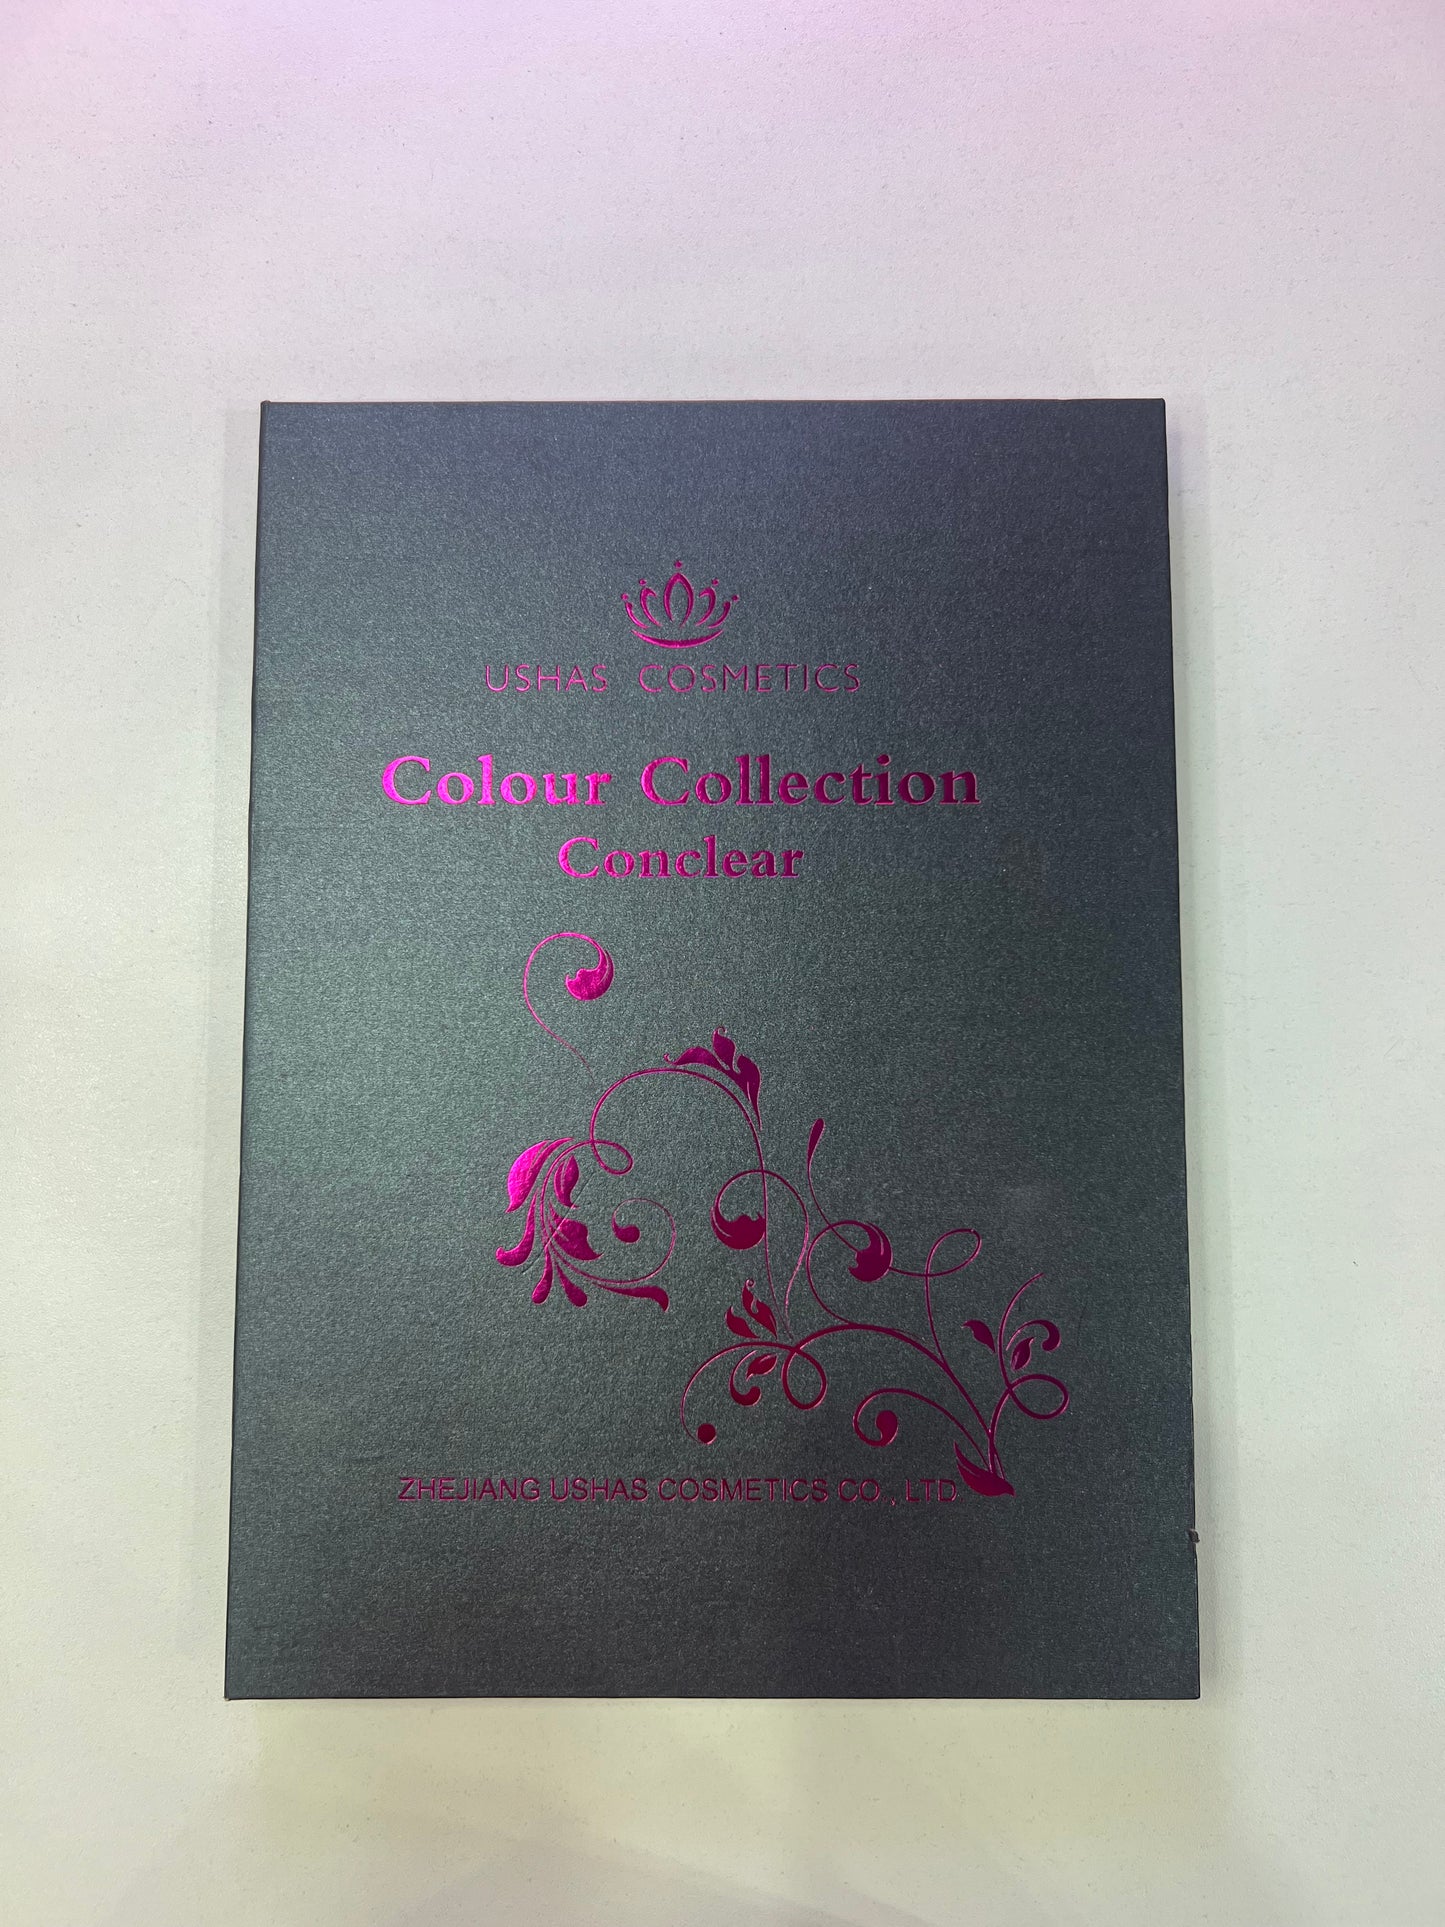 USHAS COSMETICS
Colour Collection
Conclear
ZHEJIANG USHAS COSMETICS CO., LTD